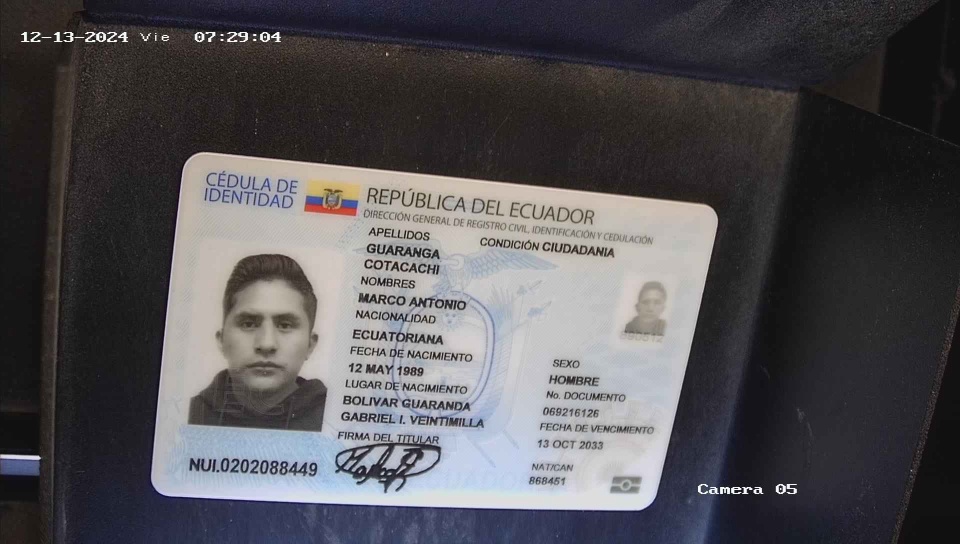 12-13-2024 Vie 07:29:04
CÉDULA DE
IDENTIDAD
REPÚBLICA DEL ECUADOR
DIRECCIÓN GENERAL DE REGISTRO CIVIL, IDENTIFICACIÓN Y CEDULACIÓN
APELLIDOS
CONDICIÓN CIUDADANIA
GUARANGA
COTACACHI
NOMBRES
MARCO ANTONIO
NACIONALIDAD
ECUATORIANA
FECHA DE NACIMIENTO
12 MAY 1989
LUGAR DE NACIMIENTO
BOLIVAR GUARANDA
GABRIEL I. VEINTIMILLA
FIRMA DEL TITULAR
SEXO
HOMBRE
No. DOCUMENTO
069216126
FECHA DE VENCIMIENTO
13 OCT 2033
NAT/CAN
868451
NUI.0202088449
Camera 05